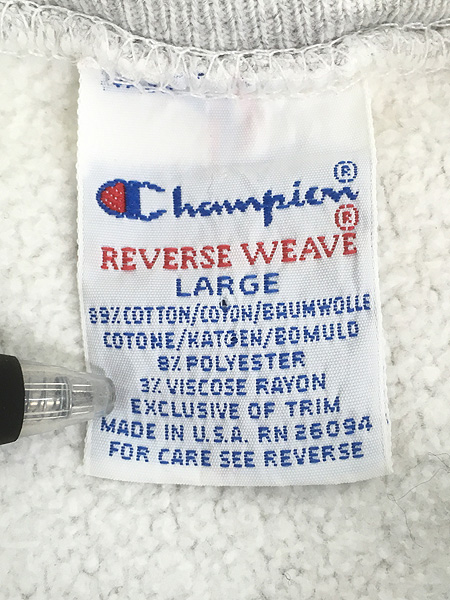 Champion®
REVERSE WEAVE®
LARGE
89% COTTON/COTON/BAUMWOLLE
COTONE/KATOEN/BOMULD
8% POLYESTER
3% VISCOSE RAYON
EXCLUSIVE OF TRIM
MADE IN U.S.A. RN 26094
FOR CARE SEE REVERSE